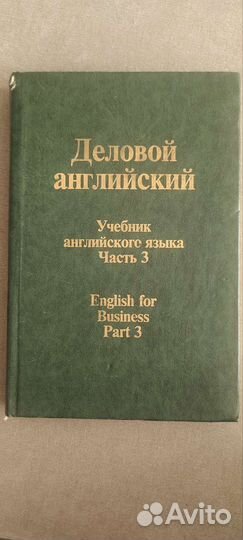 Деловой
английский
Учебник
английского языка
Часть 3
English for
Business
Part 3
Avito